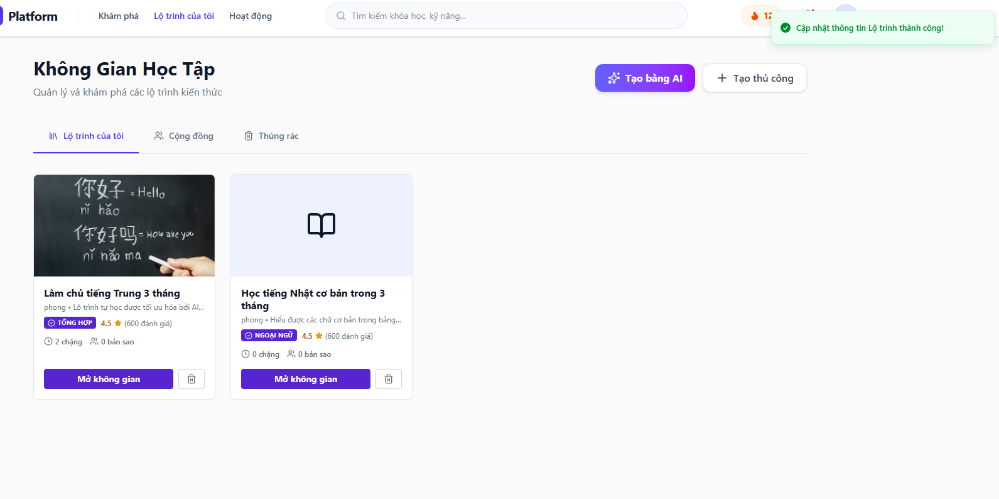 Platform
Khám phá
Lộ trình của tôi
Hoạt động
Tìm kiếm khóa học, kỹ năng...
Cập nhật thông tin Lộ trình thành công!
Không Gian Học Tập
Quản lý và khám phá các lộ trình kiến thức
Tạo bằng AI
Tạo thủ công
Lộ trình của tôi
Cộng đồng
Thùng rác
你好 = Hello
nǐ hǎo
你好吗 = How are you
nǐ hǎo ma
Làm chủ tiếng Trung 3 tháng
phong • Lộ trình tự học được tối ưu hóa bởi AI...
TỔNG HỢP 4.5 (600 đánh giá)
2 chặng 0 bản sao
Mở không gian
Học tiếng Nhật cơ bản trong 3
tháng
phong • Hiểu được các chữ cơ bản trong bảng...
NGOẠI NGỮ 4.5 (600 đánh giá)
0 chặng 0 bản sao
Mở không gian